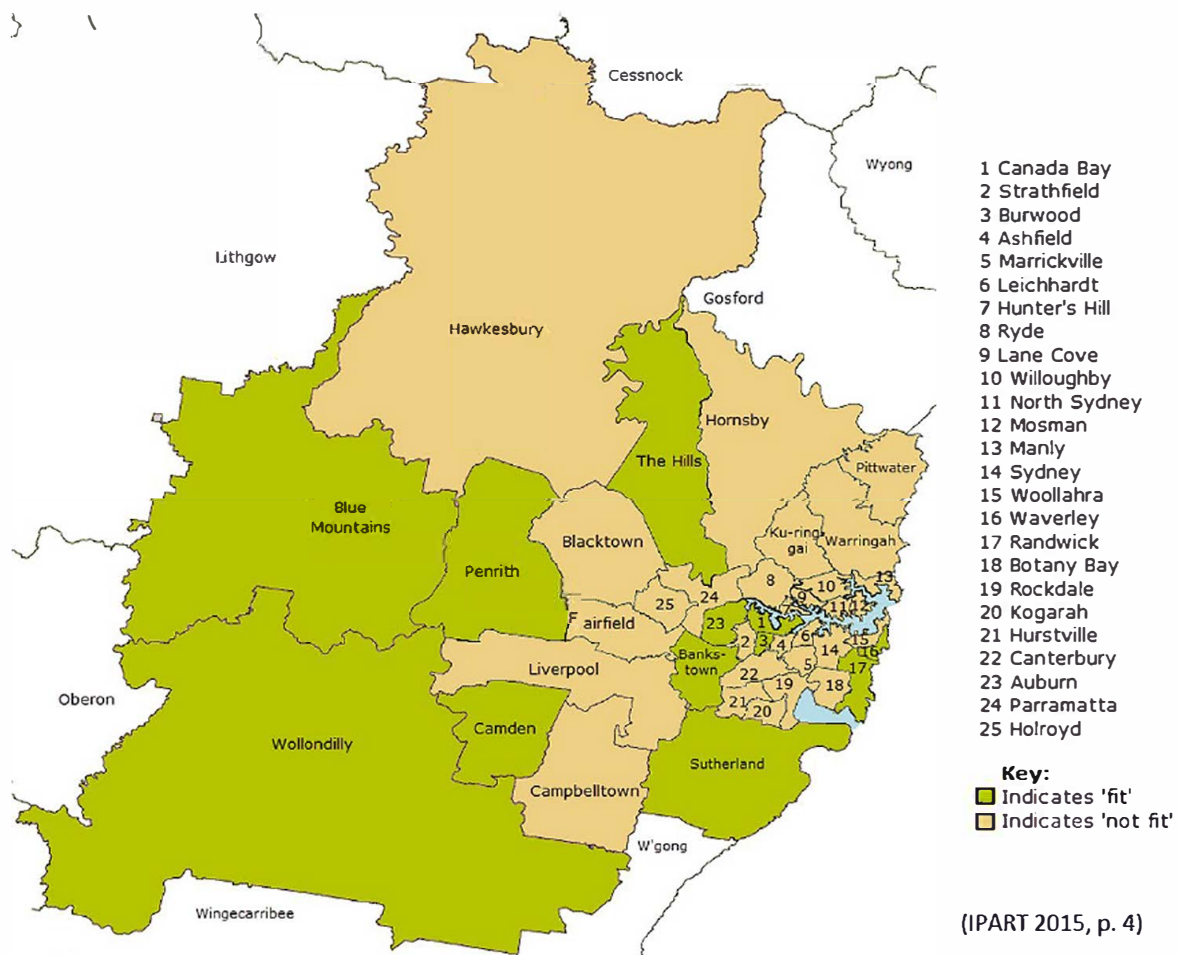 Cessnock
Wyong
Lithgow
Gosford
Hawkesbury
Hornsby
The Hills
Pittwater
Blue
Mountains
Ku-ring
gai
Warringah
Blacktown
Penrith
13
8
10
9
25
24
7
11
12
Fairfield
23
1
2
3
4
6
15
14
16
Banks-
town
Liverpool
22
5
17
19
18
21
20
Oberon
Camden
Wollondilly
Sutherland
Campbelltown
W'gong
Wingecarribee
1 Canada Bay
2 Strathfield
3 Burwood
4 Ashfield
5 Marrickville
6 Leichhardt
7 Hunter's Hill
8 Ryde
9 Lane Cove
10 Willoughby
11 North Sydney
12 Mosman
13 Manly
14 Sydney
15 Woollahra
16 Waverley
17 Randwick
18 Botany Bay
19 Rockdale
20 Kogarah
21 Hurstville
22 Canterbury
23 Auburn
24 Parramatta
25 Holroyd
Key:
Indicates 'fit'
Indicates 'not fit'
(IPART 2015, p. 4)